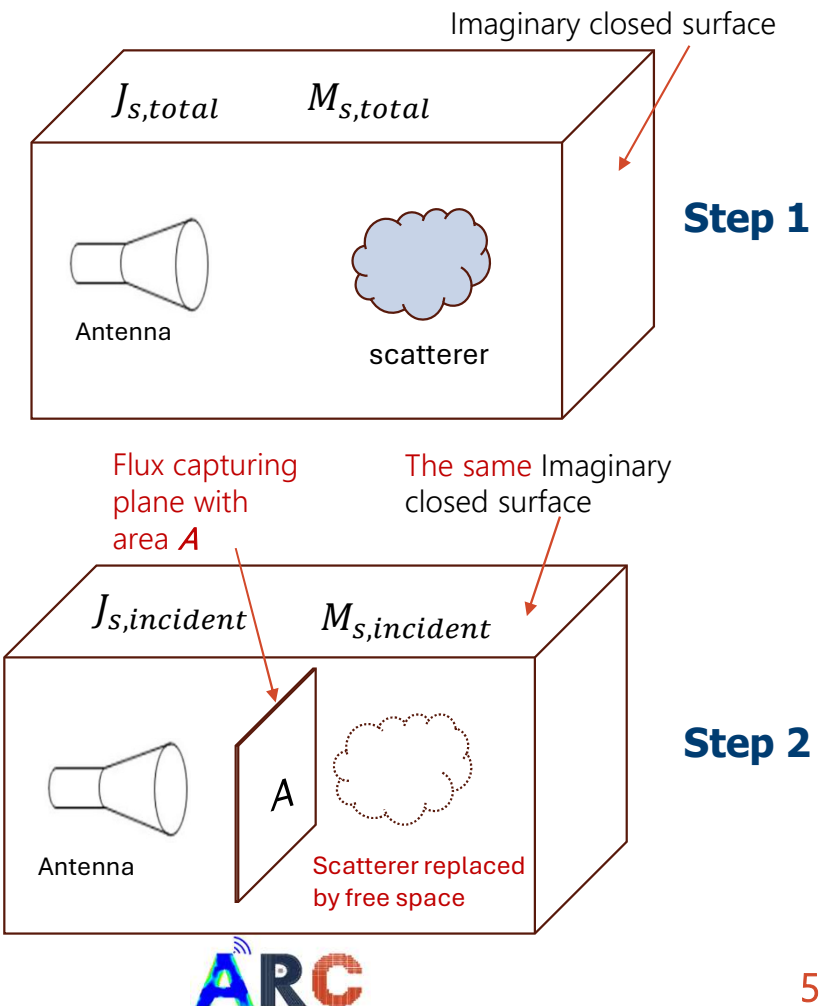 Imaginary closed surface
J_{s,total} M_{s,total}
Step 1
Antenna
scatterer
Flux capturing
plane with
area A
The same Imaginary
closed surface
J_{s,incident} M_{s,incident}
Step 2
A
Antenna
Scatterer replaced
by free space
ARC
5